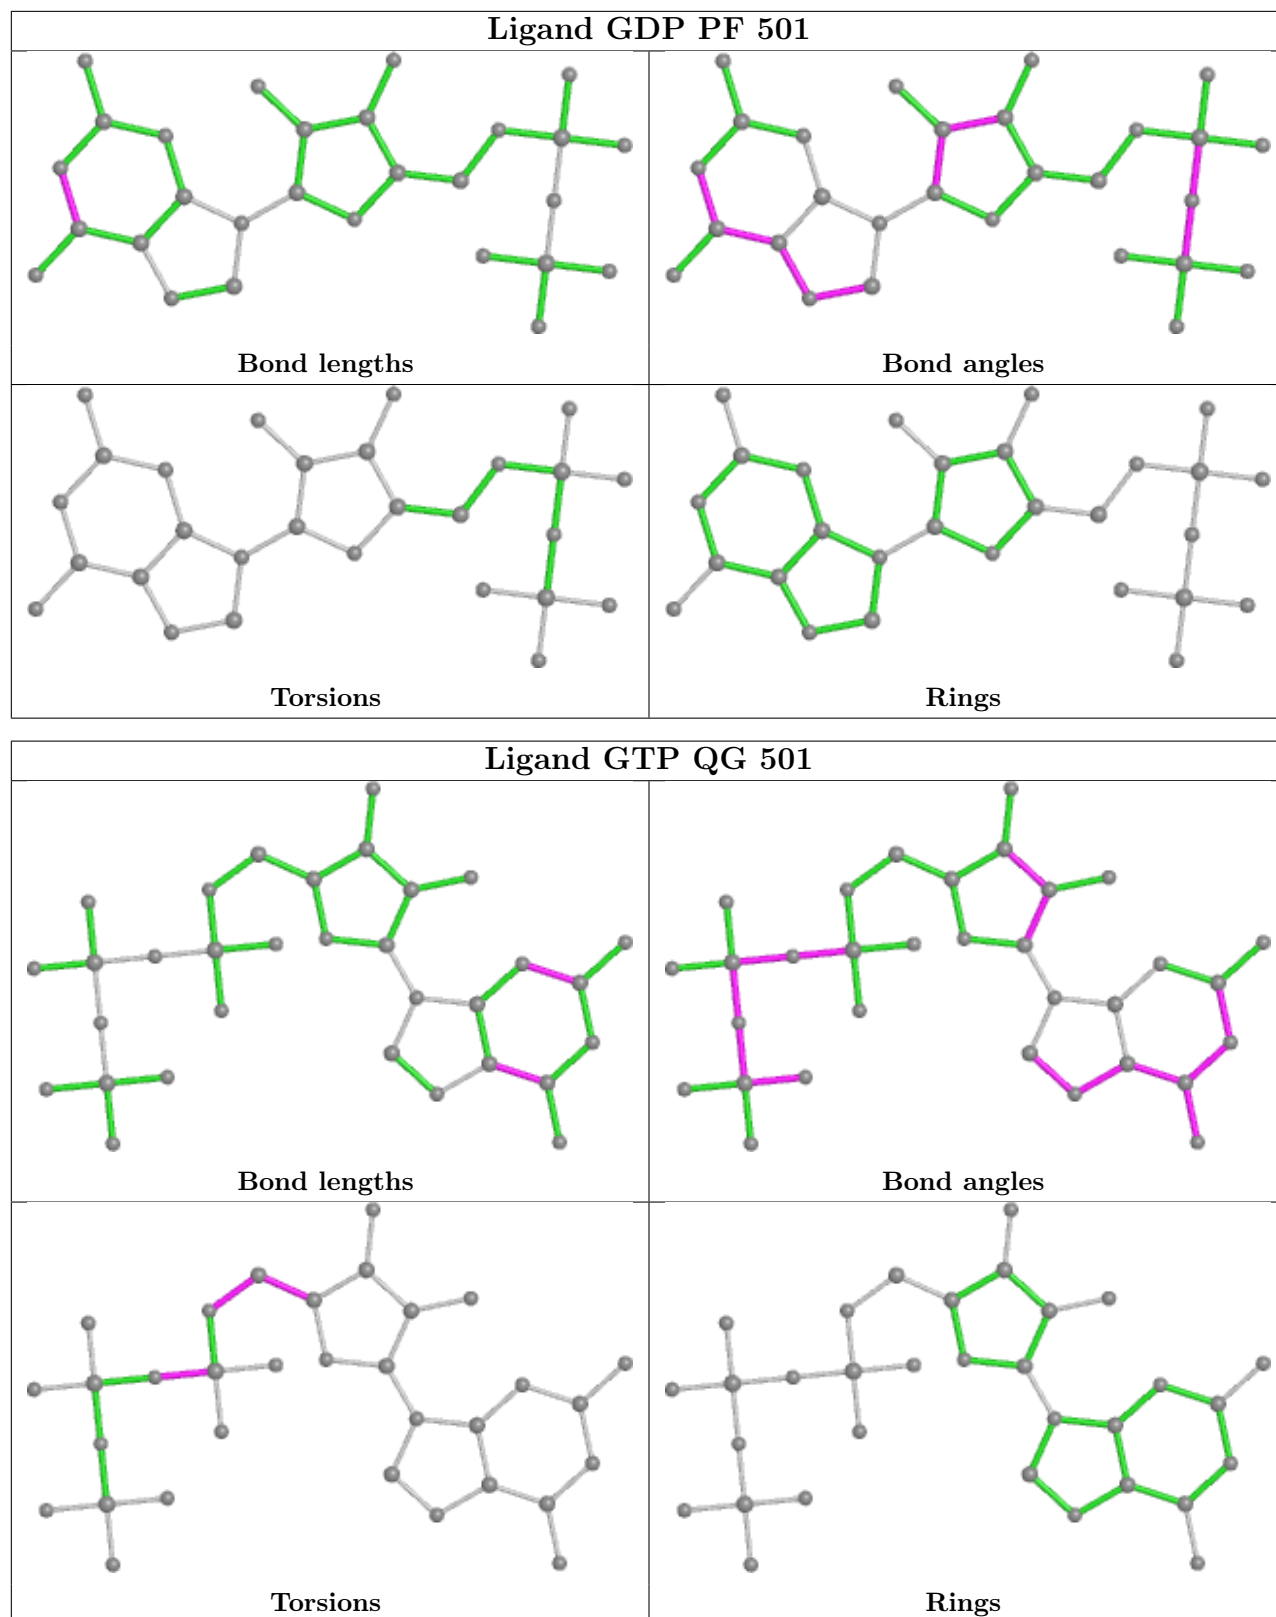 Ligand GDP PF 501
Bond lengths
Bond angles
Torsions
Rings
Ligand GTP QG 501
Bond lengths
Bond angles
Torsions
Rings